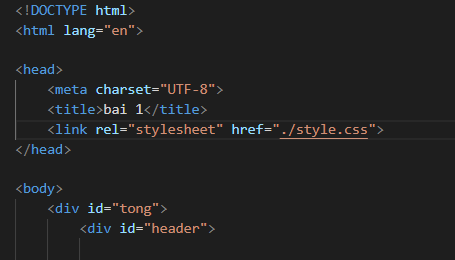 <!DOCTYPE html>
<html lang="en">
<head>
<meta charset="UTF-8">
<title>bai 1</title>
<link rel="stylesheet" href="./style.css">
</head>
<body>
<div id="tong">
<div id="header">